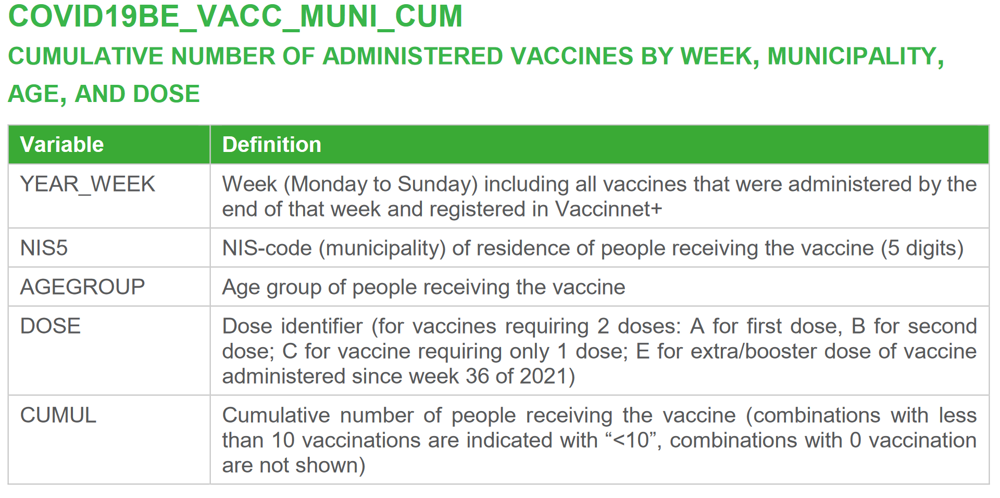 COVID19BE_VACC_MUNI_CUM
CUMULATIVE NUMBER OF ADMINISTERED VACCINES BY WEEK, MUNICIPALITY,
AGE, AND DOSE
Variable Definition
YEAR_WEEK Week (Monday to Sunday) including all vaccines that were administered by the
end of that week and registered in Vaccinnet+
NIS5 NIS-code (municipality) of residence of people receiving the vaccine (5 digits)
AGEGROUP Age group of people receiving the vaccine
DOSE Dose identifier (for vaccines requiring 2 doses: A for first dose, B for second
dose; C for vaccine requiring only 1 dose; E for extra/booster dose of vaccine
administered since week 36 of 2021)
CUMUL Cumulative number of people receiving the vaccine (combinations with less
than 10 vaccinations are indicated with “<10”, combinations with 0 vaccination
are not shown)